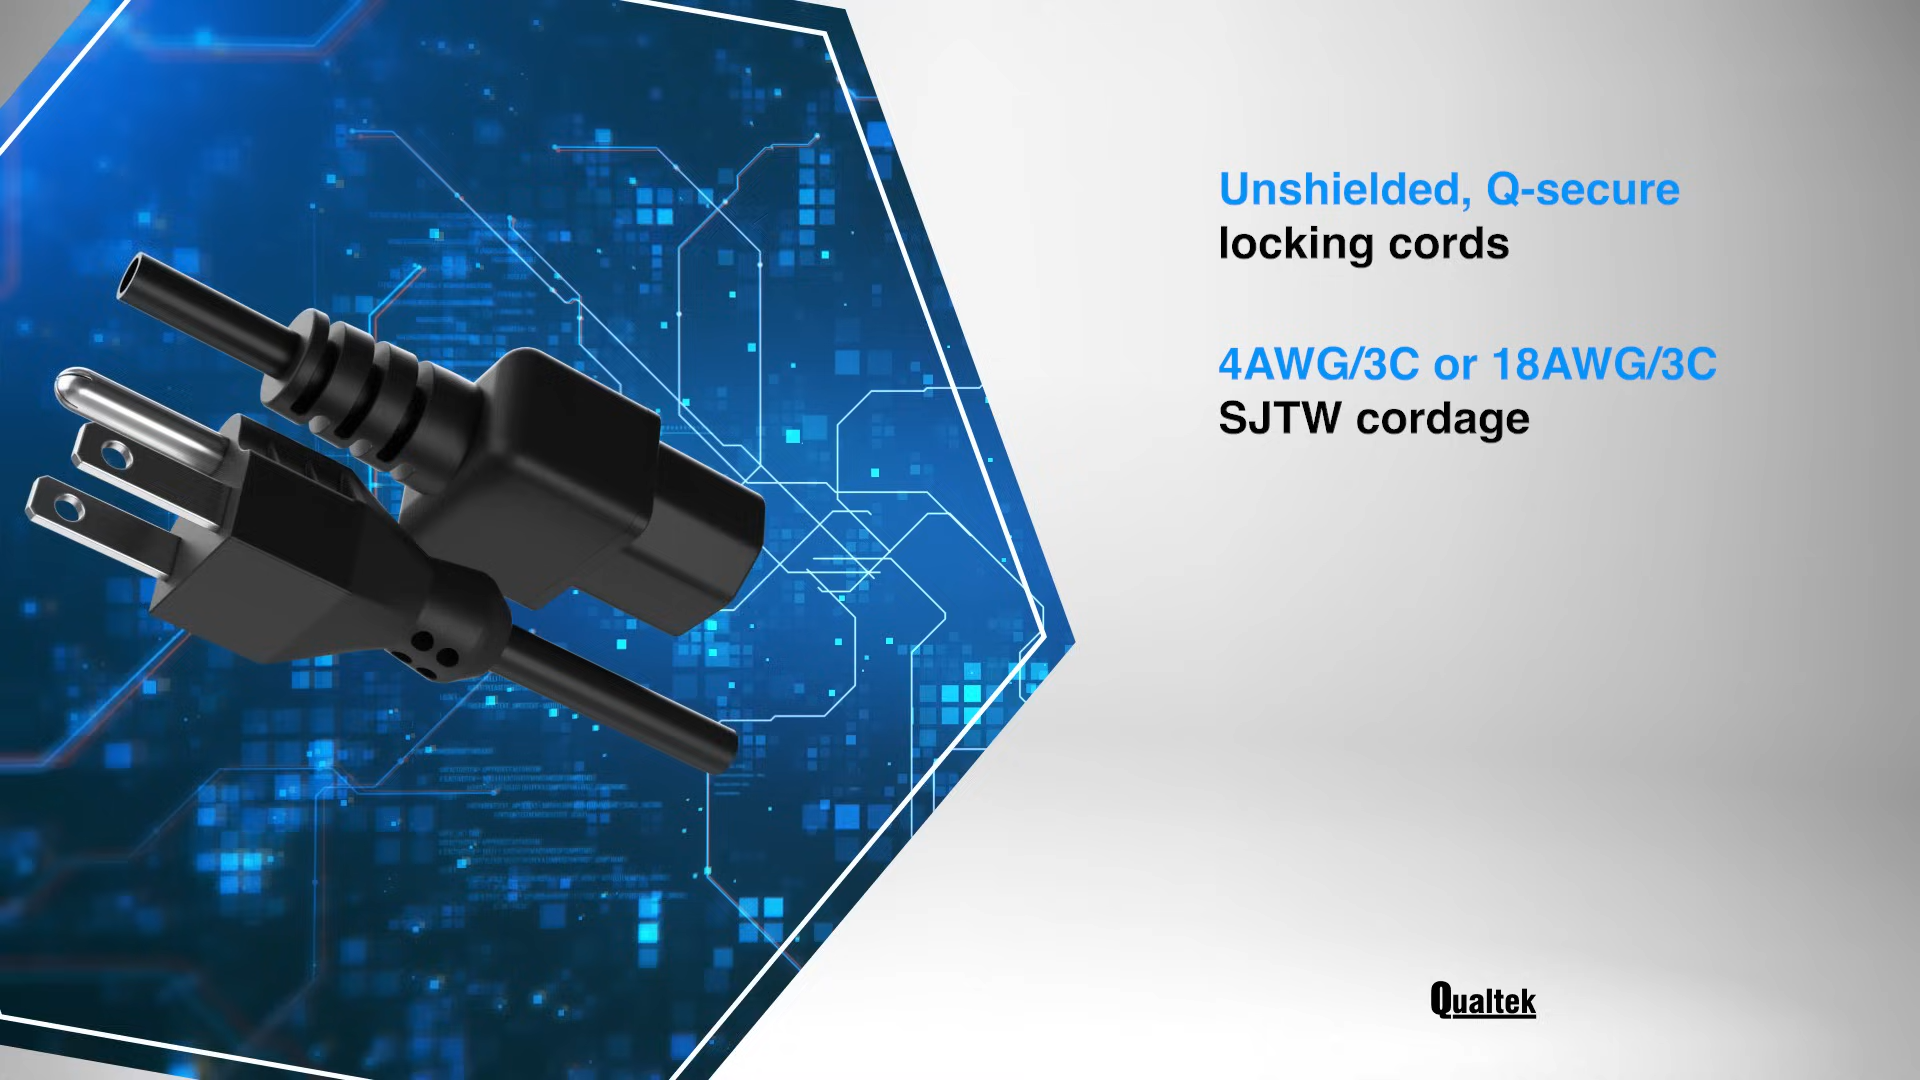 Unshielded, Q-secure
locking cords
4AWG/3C or 18AWG/3C
SJTW cordage
Qualtek